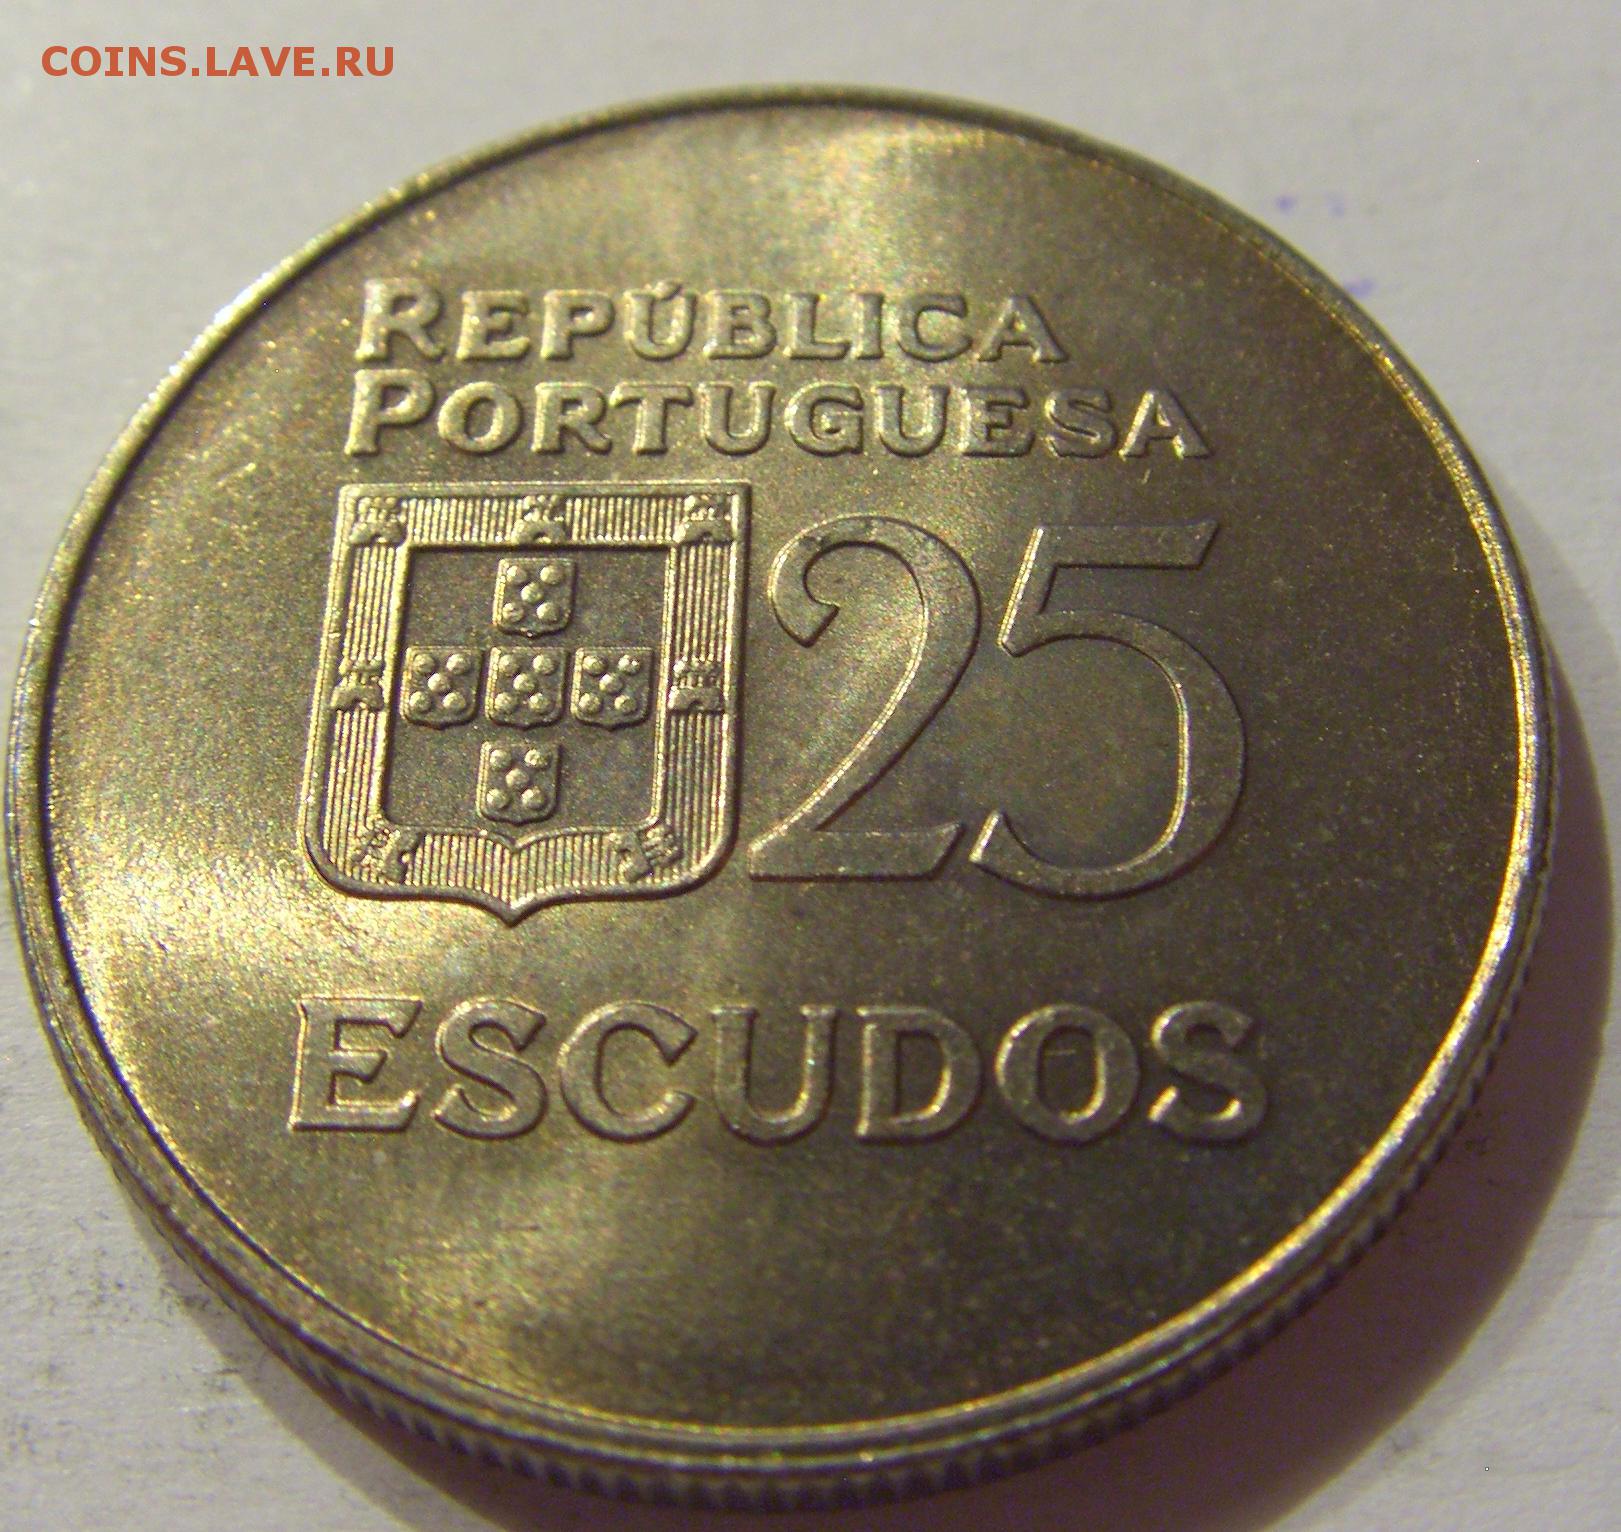 COINS.LAVE.RU
REPÚBLICA
PORTUGUESA
25
ESCUDOS